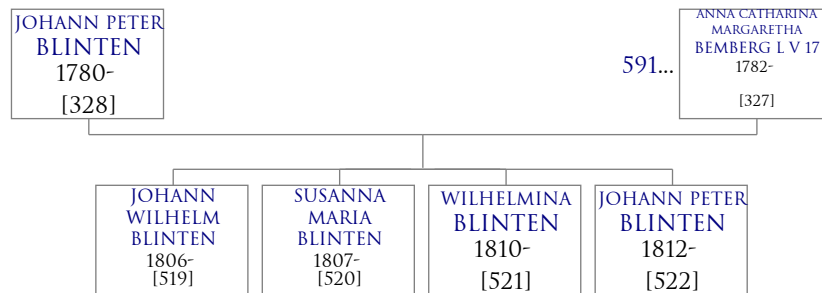 JOHANN PETER
BLINTEN
1780-
[328]
591...
ANNA CATHARINA
MARGARETHA
BEMBERG L V 17
1782-
[327]
JOHANN
WILHELM
BLINTEN
1806-
[519]
SUSANNA
MARIA
BLINTEN
1807-
[520]
WILHELMINA
BLINTEN
1810-
[521]
JOHANN PETER
BLINTEN
1812-
[522]